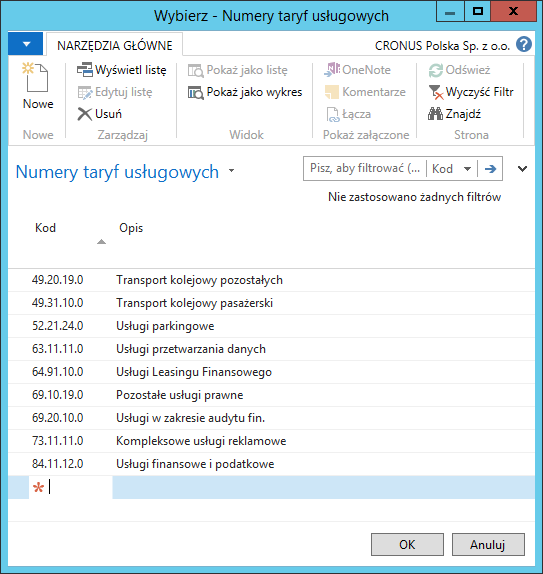 Wybierz - Numery taryf usługowych
NARZĘDZIA GŁÓWNE CRONUS Polska Sp. z o.o. ?
Nowe
Wyświetl listę
Edytuj listę
Usuń
Pokaż jako listę
Pokaż jako wykres
OneNote
Komentarze
Łącza
Odśwież
Wyczyść Filtr
Znajdź
Nowe Zarządzaj Widok Pokaż załączone Strona
Numery taryf usługowych Pisz, aby filtrować (... Kod
Nie zastosowano żadnych filtrów
Kod Opis
49.20.19.0 Transport kolejowy pozostałych
49.31.10.0 Transport kolejowy pasażerski
52.21.24.0 Usługi parkingowe
63.11.11.0 Usługi przetwarzania danych
64.91.10.0 Usługi Leasingu Finansowego
69.10.19.0 Pozostałe usługi prawne
69.20.10.0 Usługi w zakresie audytu fin.
73.11.11.0 Kompleksowe usługi reklamowe
84.11.12.0 Usługi finansowe i podatkowe
OK Anuluj